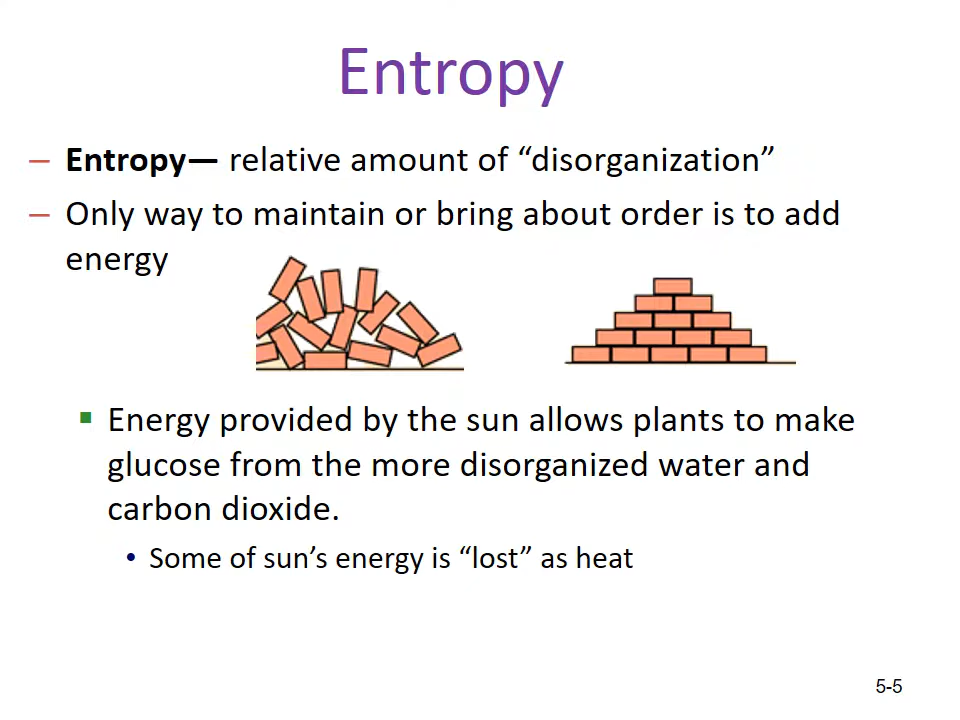 Entropy
– Entropy— relative amount of “disorganization”
– Only way to maintain or bring about order is to add
energy
▪ Energy provided by the sun allows plants to make
glucose from the more disorganized water and
carbon dioxide.
• Some of sun’s energy is “lost” as heat
5-5